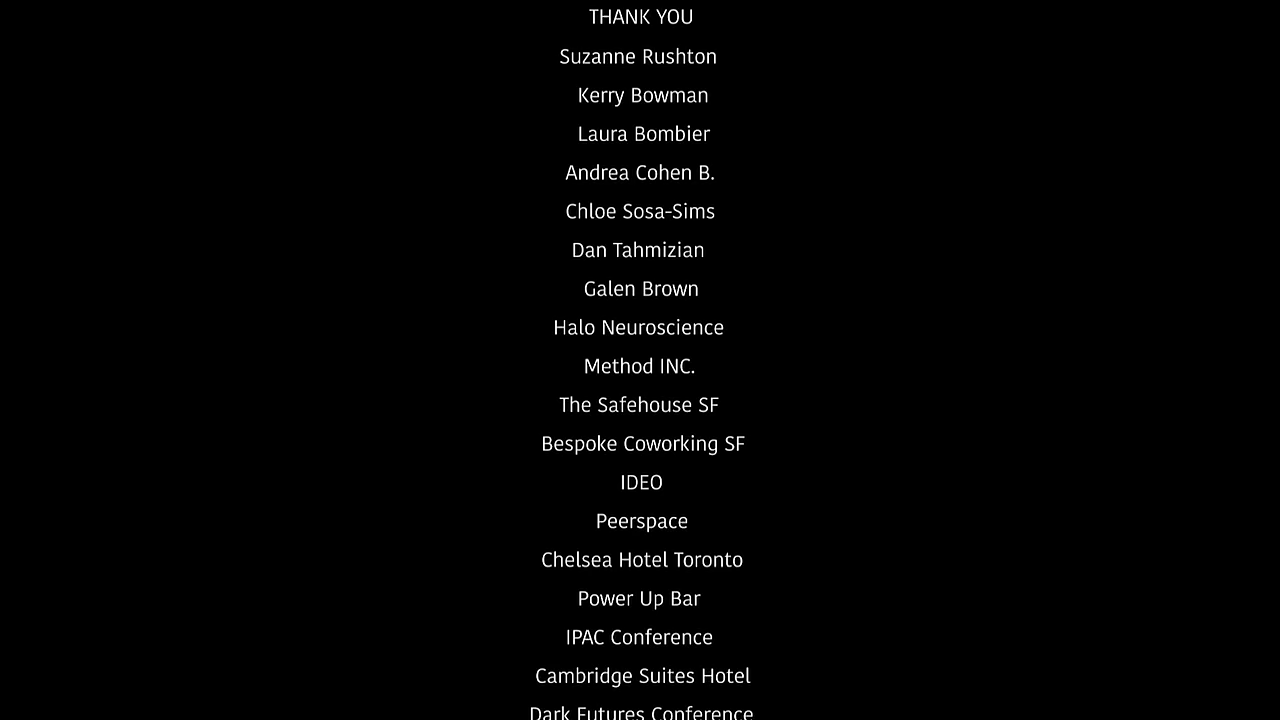 THANK YOU
Suzanne Rushton
Kerry Bowman
Laura Bombier
Andrea Cohen B.
Chloe Sosa-Sims
Dan Tahmizian
Galen Brown
Halo Neuroscience
Method INC.
The Safehouse SF
Bespoke Coworking SF
IDEO
Peerspace
Chelsea Hotel Toronto
Power Up Bar
IPAC Conference
Cambridge Suites Hotel
Dark Futures Conference